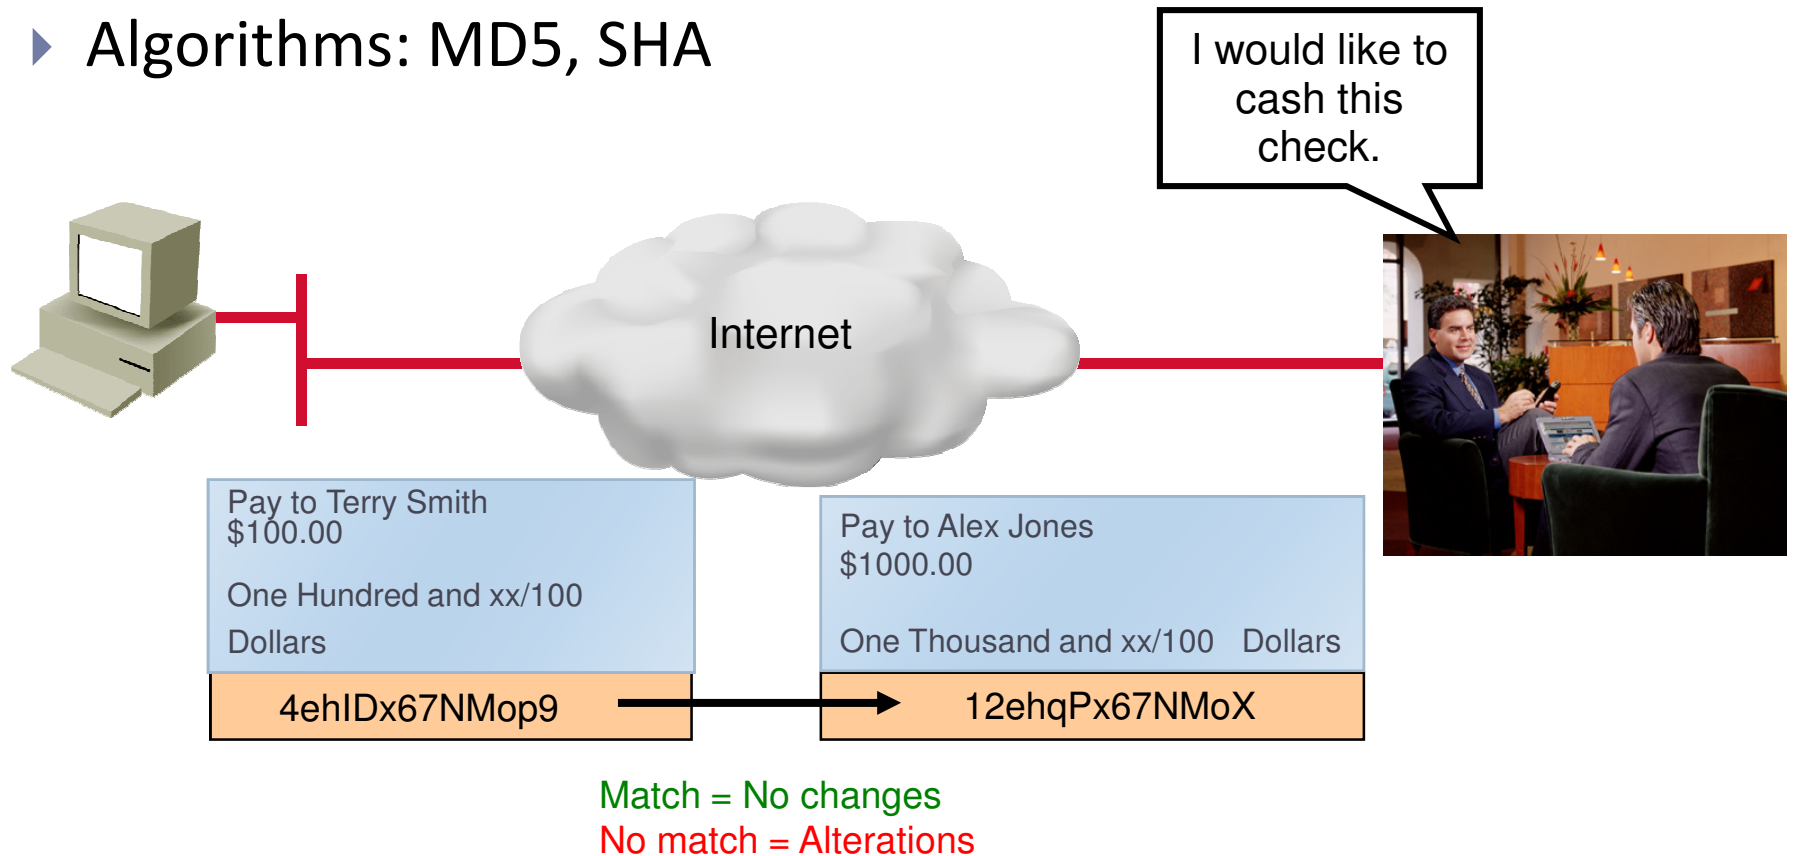 Algorithms: MD5, SHA
I would like to
cash this
check.
Internet
Pay to Terry Smith
$100.00
One Hundred and xx/100
Dollars
4ehIDx67NMop9
Pay to Alex Jones
$1000.00
One Thousand and xx/100 Dollars
12ehqPx67NMoX
Match = No changes
No match = Alterations